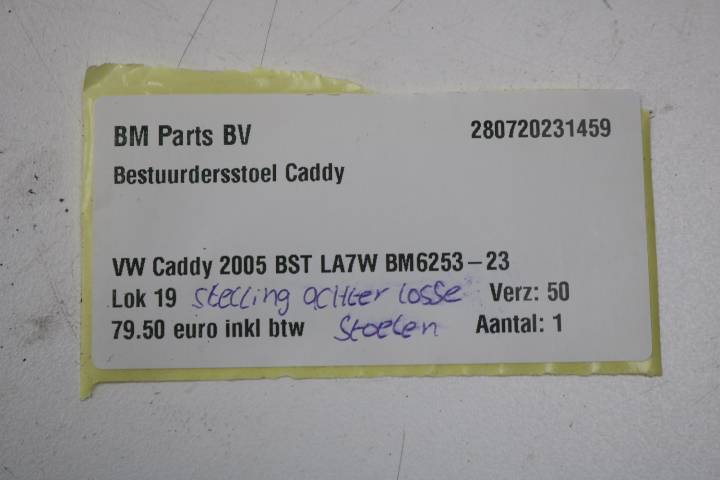 BM Parts BV 280720231459
Bestuurdersstoel Caddy
VW Caddy 2005 BST LA7W BM6253-23
Lok 19 stelling achter losse Verz: 50
79.50 euro inkl btw stoelen Aantal: 1